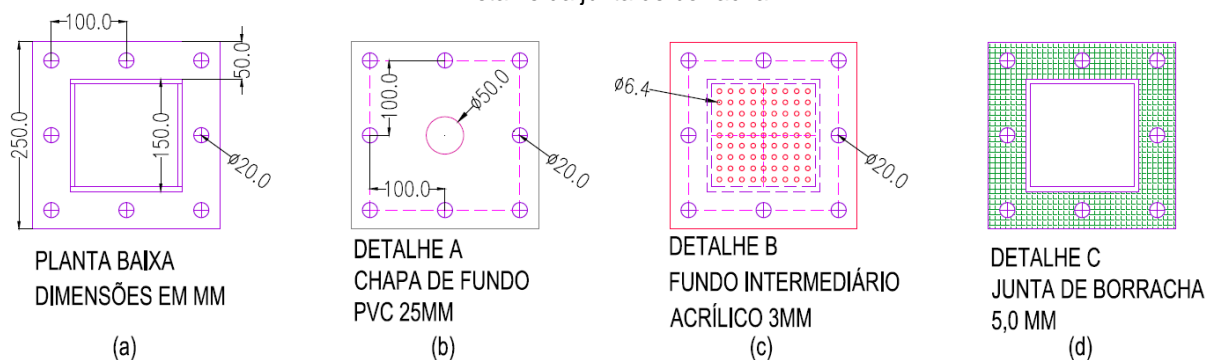 100.0
50.0
250.0
150.0
ø20.0
PLANTA BAIXA
DIMENSÕES EM MM
(a)
100.0
ø50.0
100.0
ø20.0
DETALHE A
CHAPA DE FUNDO
PVC 25MM
(b)
ø6.4
ø20.0
DETALHE B
FUNDO INTERMEDIÁRIO
ACRÍLICO 3MM
(c)
DETALHE C
JUNTA DE BORRACHA
5,0 MM
(d)